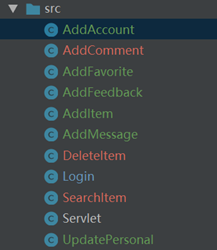 src
AddAccount
AddComment
AddFavorite
AddFeedback
AddItem
AddMessage
DeleteItem
Login
SearchItem
Servlet
UpdatePersonal